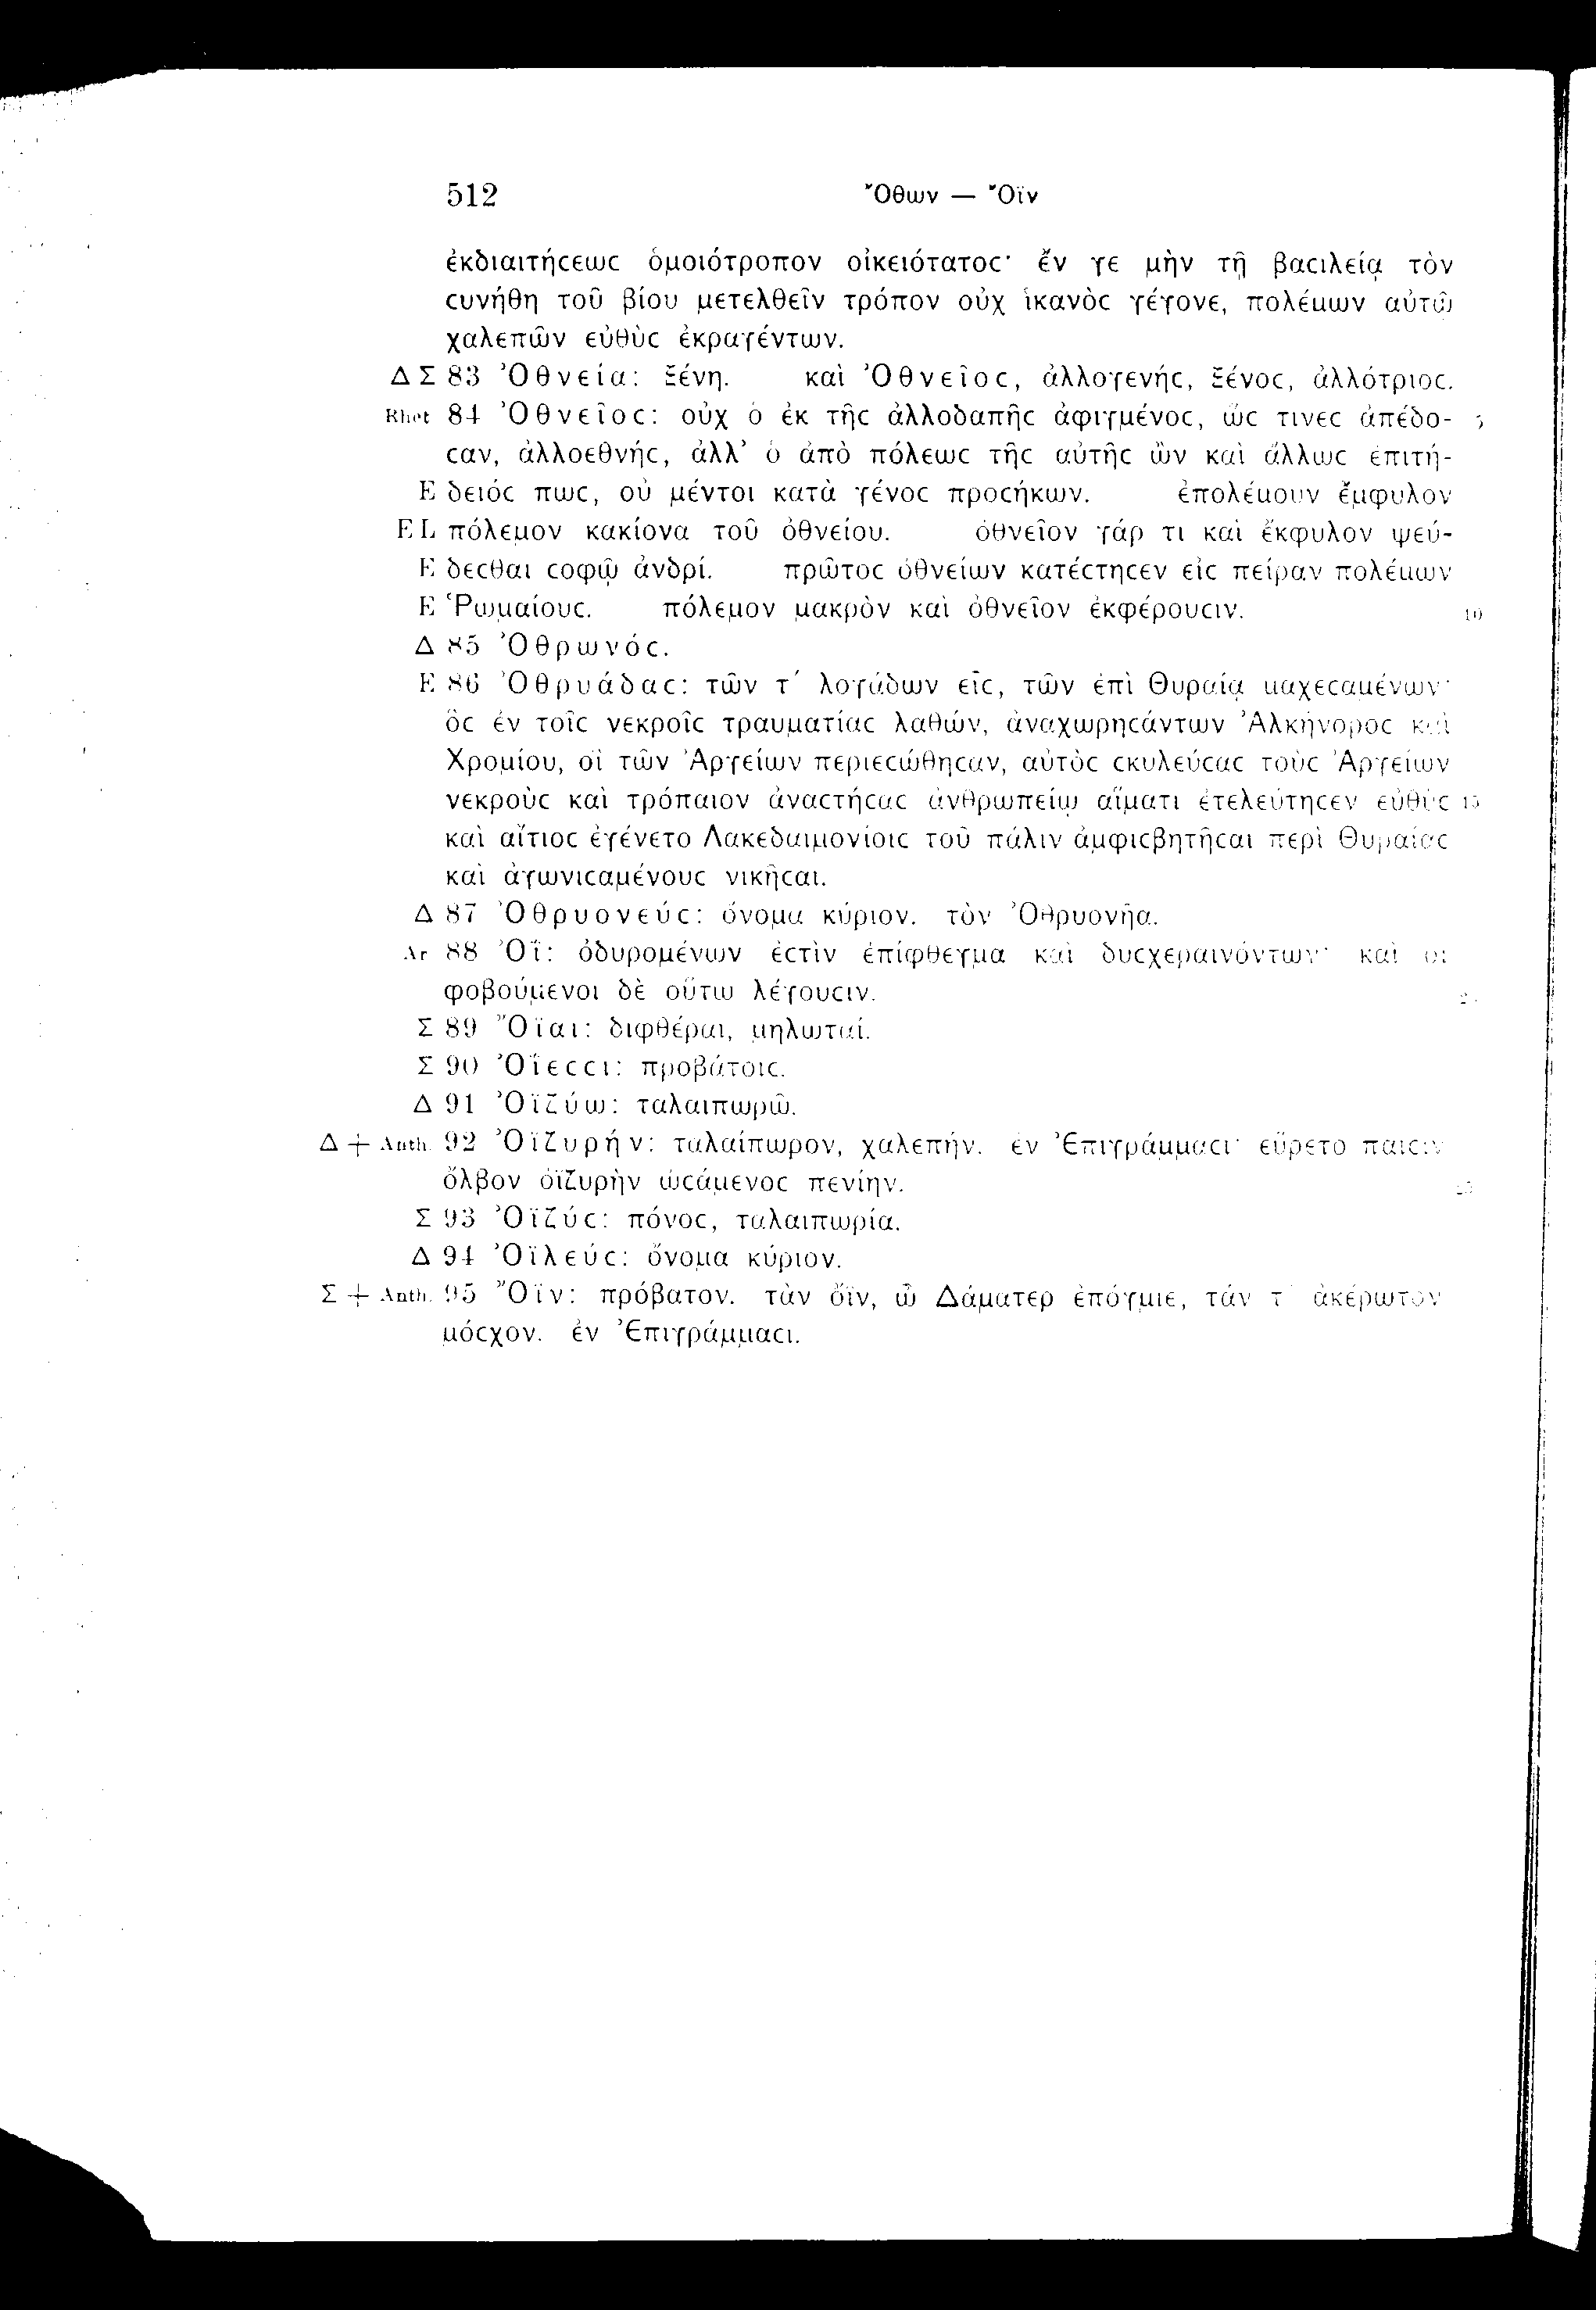 512 Ὄθων — Ὄϊν
ἐκδιαιτήϲεωϲ ὁμοιότροπον οἰκειότατοϲ· ἔν γε μὴν τῇ βαϲιλείᾳ τὸν
ϲυνήθη τοῦ βίου μετελθεῖν τρόπον οὐχ ἱκανὸϲ γέγονε, πολέμων αὐτῷ
χαλεπῶν εὐθὺϲ ἐκραγέντων.
Δ Σ 83 Ὀθνεία: ξένη. καὶ Ὀθνεῖοϲ, ἀλλογενήϲ, ξένοϲ, ἀλλότριοϲ.
Rhet 84 Ὀθνεῖοϲ: οὐχ ὁ ἐκ τῆϲ ἀλλοδαπῆϲ ἀφιγμένοϲ, ὥϲ τινεϲ ἀπέδο- 5
ϲαν, ἀλλοεθνήϲ, ἀλλ’ ὁ ἀπὸ πόλεωϲ τῆϲ αὐτῆϲ ὢν καὶ ἄλλωϲ ἐπιτή-
E δειόϲ πωϲ, οὐ μέντοι κατὰ γένοϲ προϲήκων. ἐπολέμουν ἔμφυλον
E L πόλεμον κακίονα τοῦ ὀθνείου. ὀθνεῖον γάρ τι καὶ ἔκφυλον ψεύ-
E δεϲθαι ϲοφῷ ἀνδρί. πρῶτοϲ ὀθνείων κατέϲτηϲεν εἰϲ πεῖραν πολέμων
E Ῥωμαίουϲ. πόλεμον μακρὸν καὶ ὀθνεῖον ἐκφέρουϲιν. 10
Δ 85 Ὀθρωνόϲ.
E 86 Ὀθρυάδαϲ: τῶν τ΄ λογάδων εἷϲ, τῶν ἐπὶ Θυραίᾳ μαχεϲαμένων·
ὃϲ ἐν τοῖϲ νεκροῖϲ τραυματίαϲ λαθών, ἀναχωρηϲάντων Ἀλκήνοροϲ καὶ
Χρομίου, οἳ τῶν Ἀργείων περιεϲώθηϲαν, αὐτὸϲ ϲκυλεύϲαϲ τοὺϲ Ἀργείων
νεκροὺϲ καὶ τρόπαιον ἀναϲτήϲαϲ ἀνθρωπείῳ αἵματι ἐτελεύτηϲεν εὐθὺϲ 15
καὶ αἴτιοϲ ἐγένετο Λακεδαιμονίοιϲ τοῦ πάλιν ἀμφιϲβητῆϲαι περὶ Θυραίαϲ
καὶ ἀγωνιϲαμένουϲ νικῆϲαι.
Δ 87 Ὀθρυονεύϲ: ὄνομα κύριον. τὸν Ὀθρυονῆα.
Ar 88 Ὀΐ: ὀδυρομένων ἐϲτὶν ἐπίφθεγμα καὶ δυϲχεραινόντων· καὶ οἱ
φοβούμενοι δὲ οὕτω λέγουϲιν.
Σ 89 Ὄϊαι: διφθέραι, μηλωταί.
Σ 90 Ὀΐεϲϲι: προβάτοιϲ.
Δ 91 Ὀϊζύω: ταλαιπωρῶ.
Δ + Anth. 92 Ὀϊζυρήν: ταλαίπωρον, χαλεπήν. ἐν Ἐπιγράμμαϲι· εὕρετο παιϲὶν
ὄλβον ὀϊζυρὴν ὠϲάμενοϲ πενίην.
Σ 93 Ὀϊζύϲ: πόνοϲ, ταλαιπωρία.
Δ 94 Ὀϊλεύϲ: ὄνομα κύριον.
Σ + Anth. 95 Ὄϊν: πρόβατον. τὰν ὄϊν, ὦ Δάματερ ἐπόγμιε, τάν τ’ ἀκέρωτον
μόϲχον. ἐν Ἐπιγράμμαϲι.